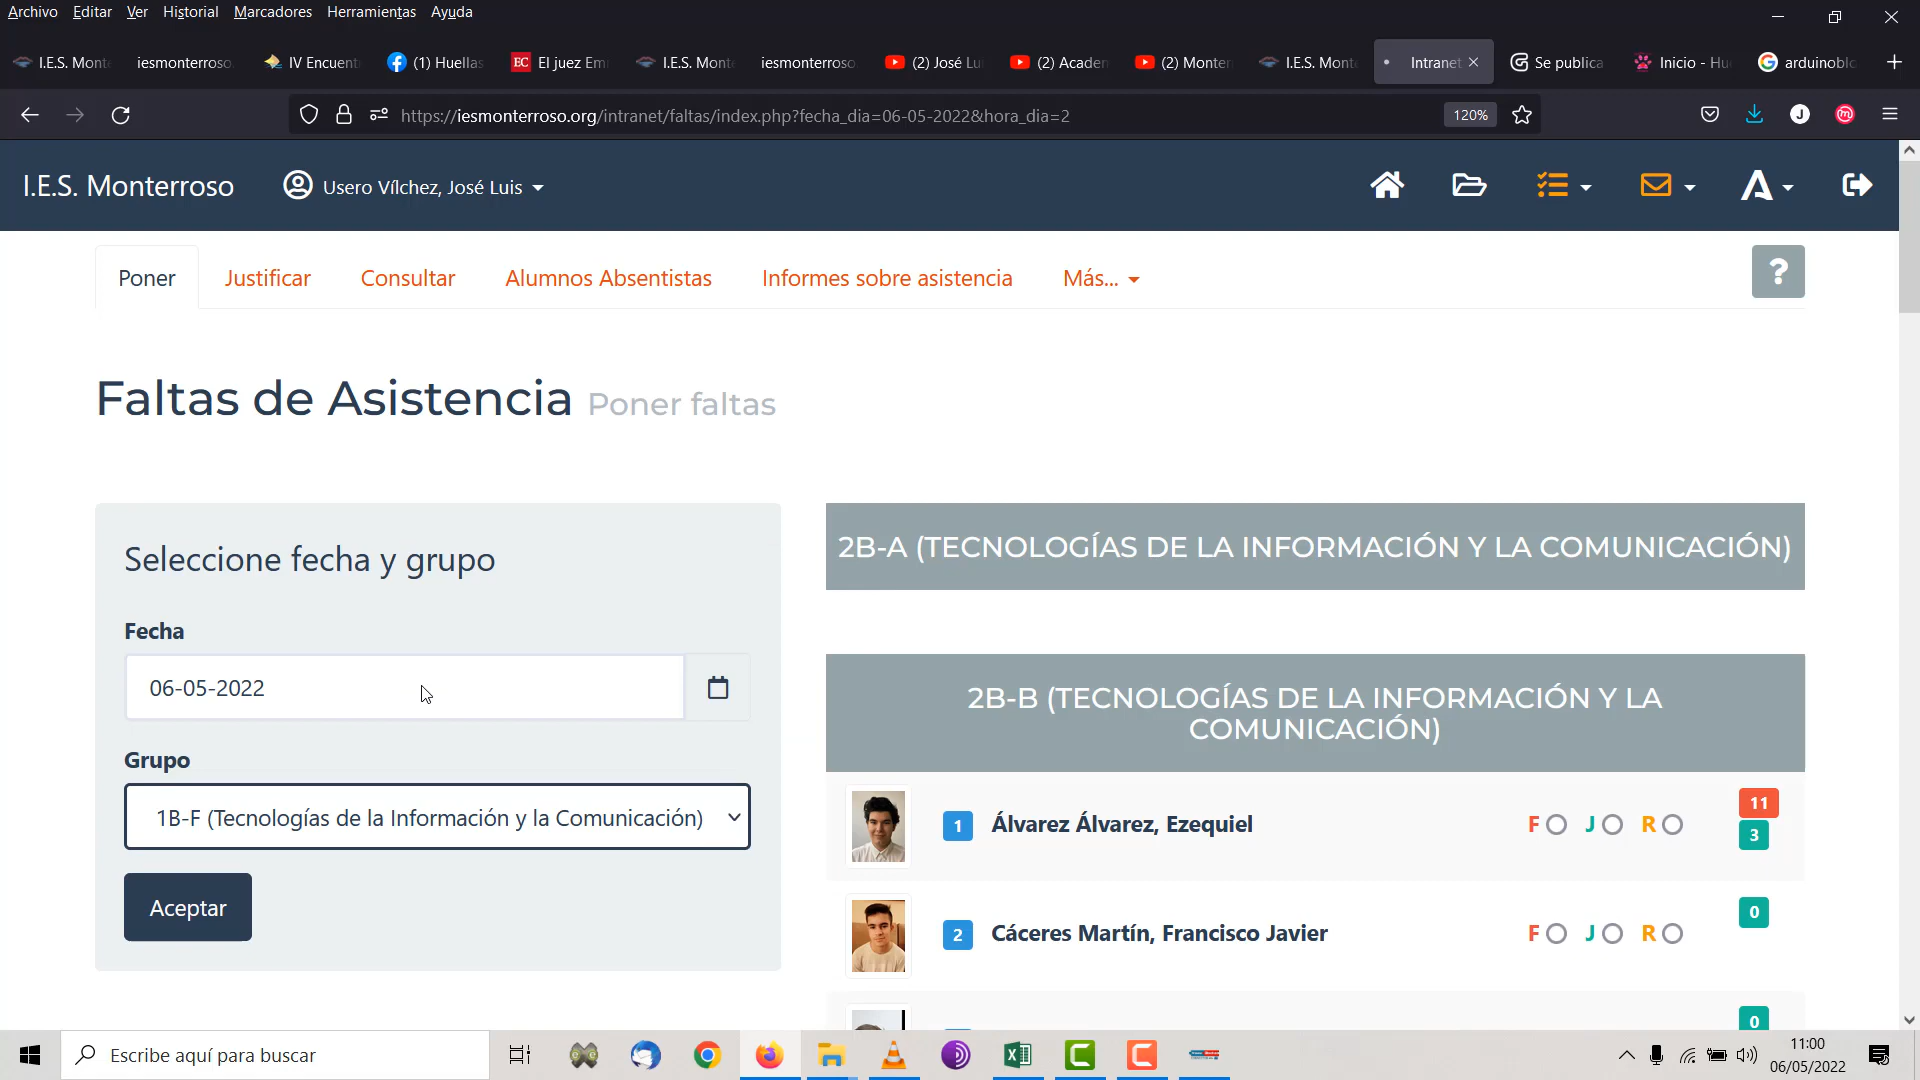 Archivo Editar Ver Historial Marcadores Herramientas Ayuda
I.E.S. Mont iesmonterroso. IV Encuent (1) Huellas El juez Em I.E.S. Mont iesmonterroso. (2) José Lu (2) Academ (2) Monter I.E.S. Mont Intranet Se publica Inicio - Hu arduinoblo
https://iesmonterroso.org/intranet/faltas/index.php?fecha_dia=06-05-2022&hora_dia=2 120%
I.E.S. Monterroso Usero Vílchez, José Luis
Poner Justificar Consultar Alumnos Absentistas Informes sobre asistencia Más... ?
Faltas de Asistencia Poner faltas
Seleccione fecha y grupo
Fecha
06-05-2022
Grupo
1B-F (Tecnologías de la Información y la Comunicación)
Aceptar
2B-A (TECNOLOGÍAS DE LA INFORMACIÓN Y LA COMUNICACIÓN)
2B-B (TECNOLOGÍAS DE LA INFORMACIÓN Y LA
COMUNICACIÓN)
1 Álvarez Álvarez, Ezequiel F J R 11
3
2 Cáceres Martín, Francisco Javier F J R 0
0
Escribe aquí para buscar
11:00
06/05/2022